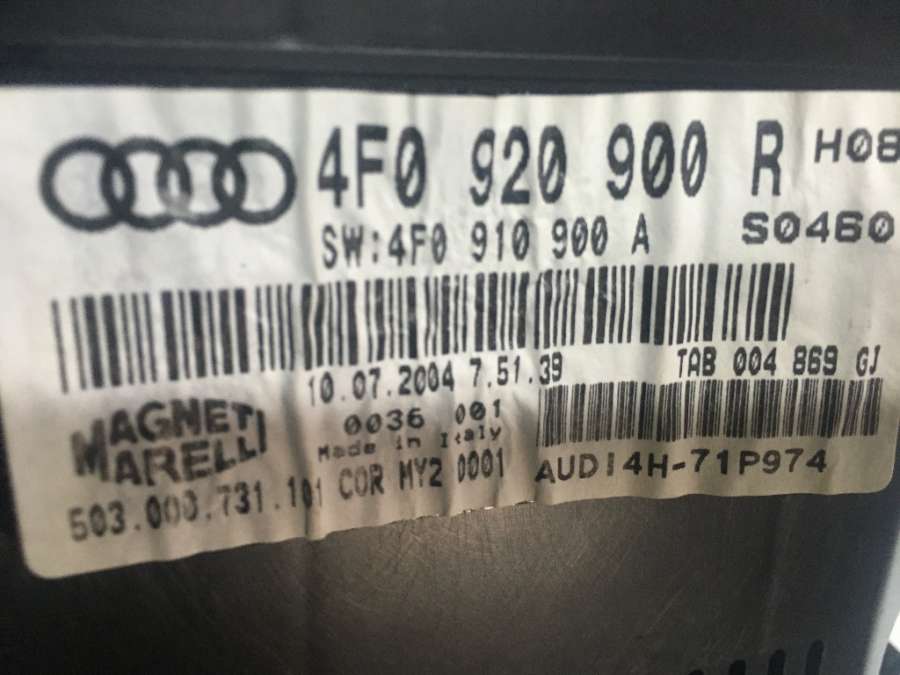 4F0 920 900 R H08
SW:4F0 910 900 A S0460
10.07.2004 7.51.39 TAB 004 869 GJ
MAGNETI
MARELLI
0036 001
Made in Italy
503.000.731.101 COR MY2 0001
AUDI4H-71P974